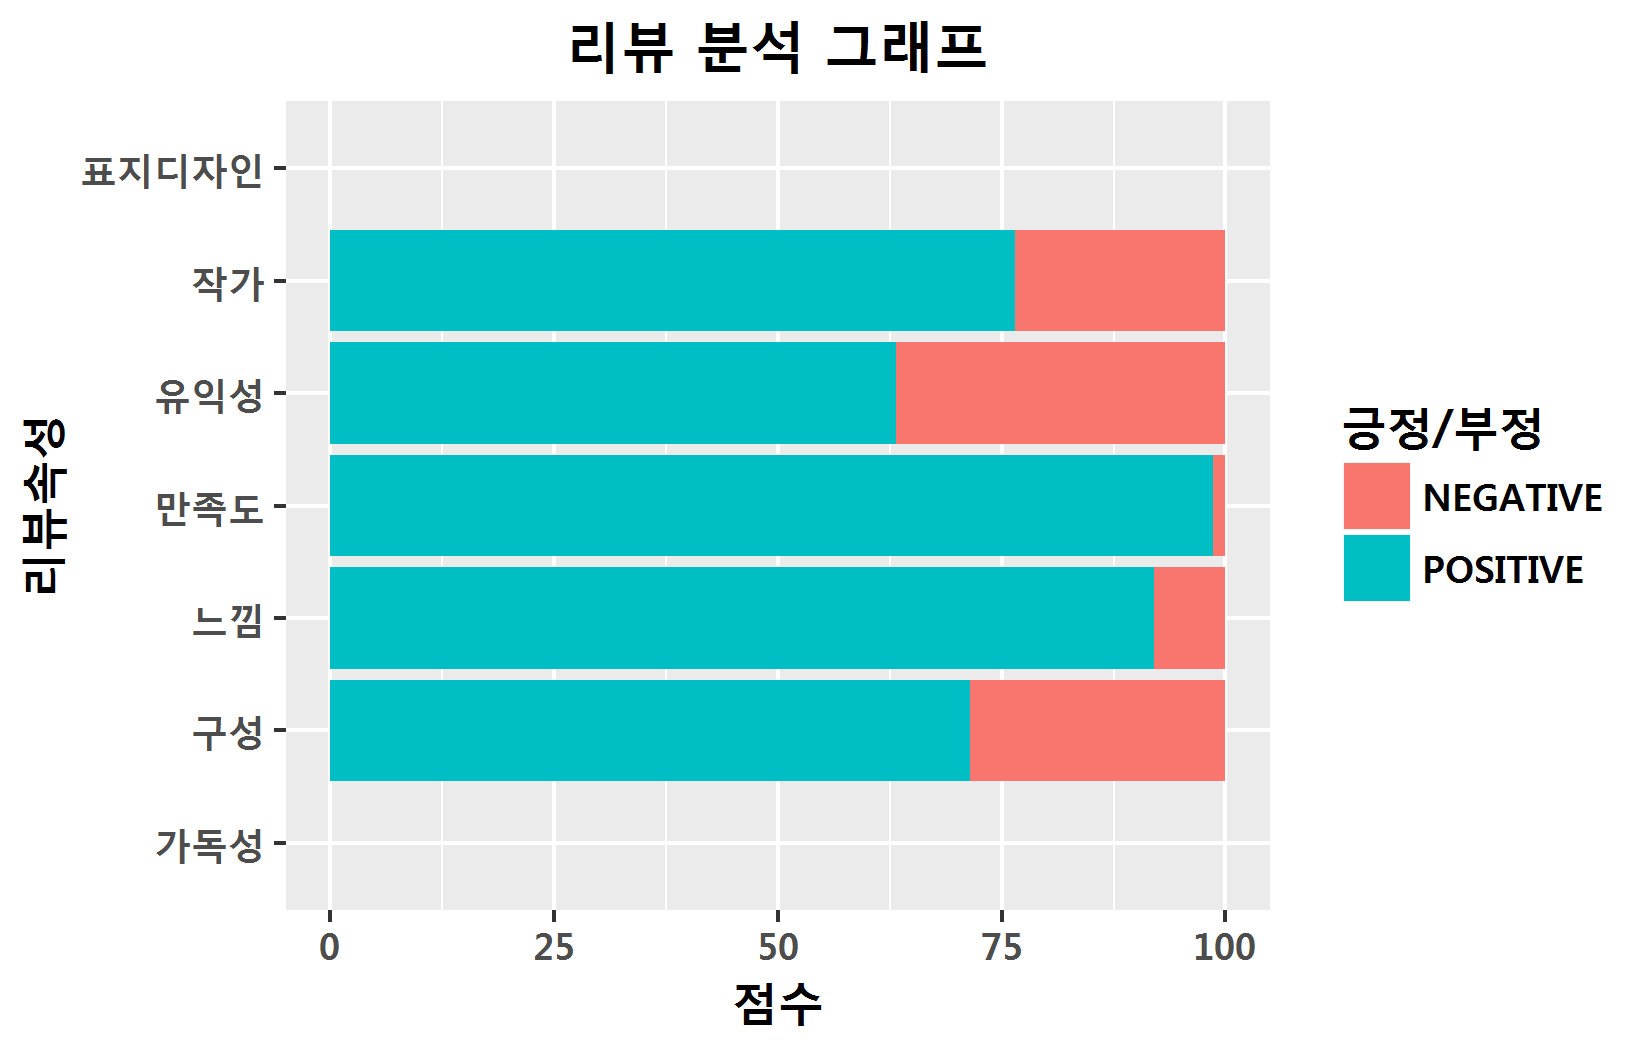 리뷰 분석 그래프
리뷰속성
표지디자인
작가
유익성
만족도
느낌
구성
가독성
0 25 50 75 100
점수
긍정/부정
NEGATIVE
POSITIVE